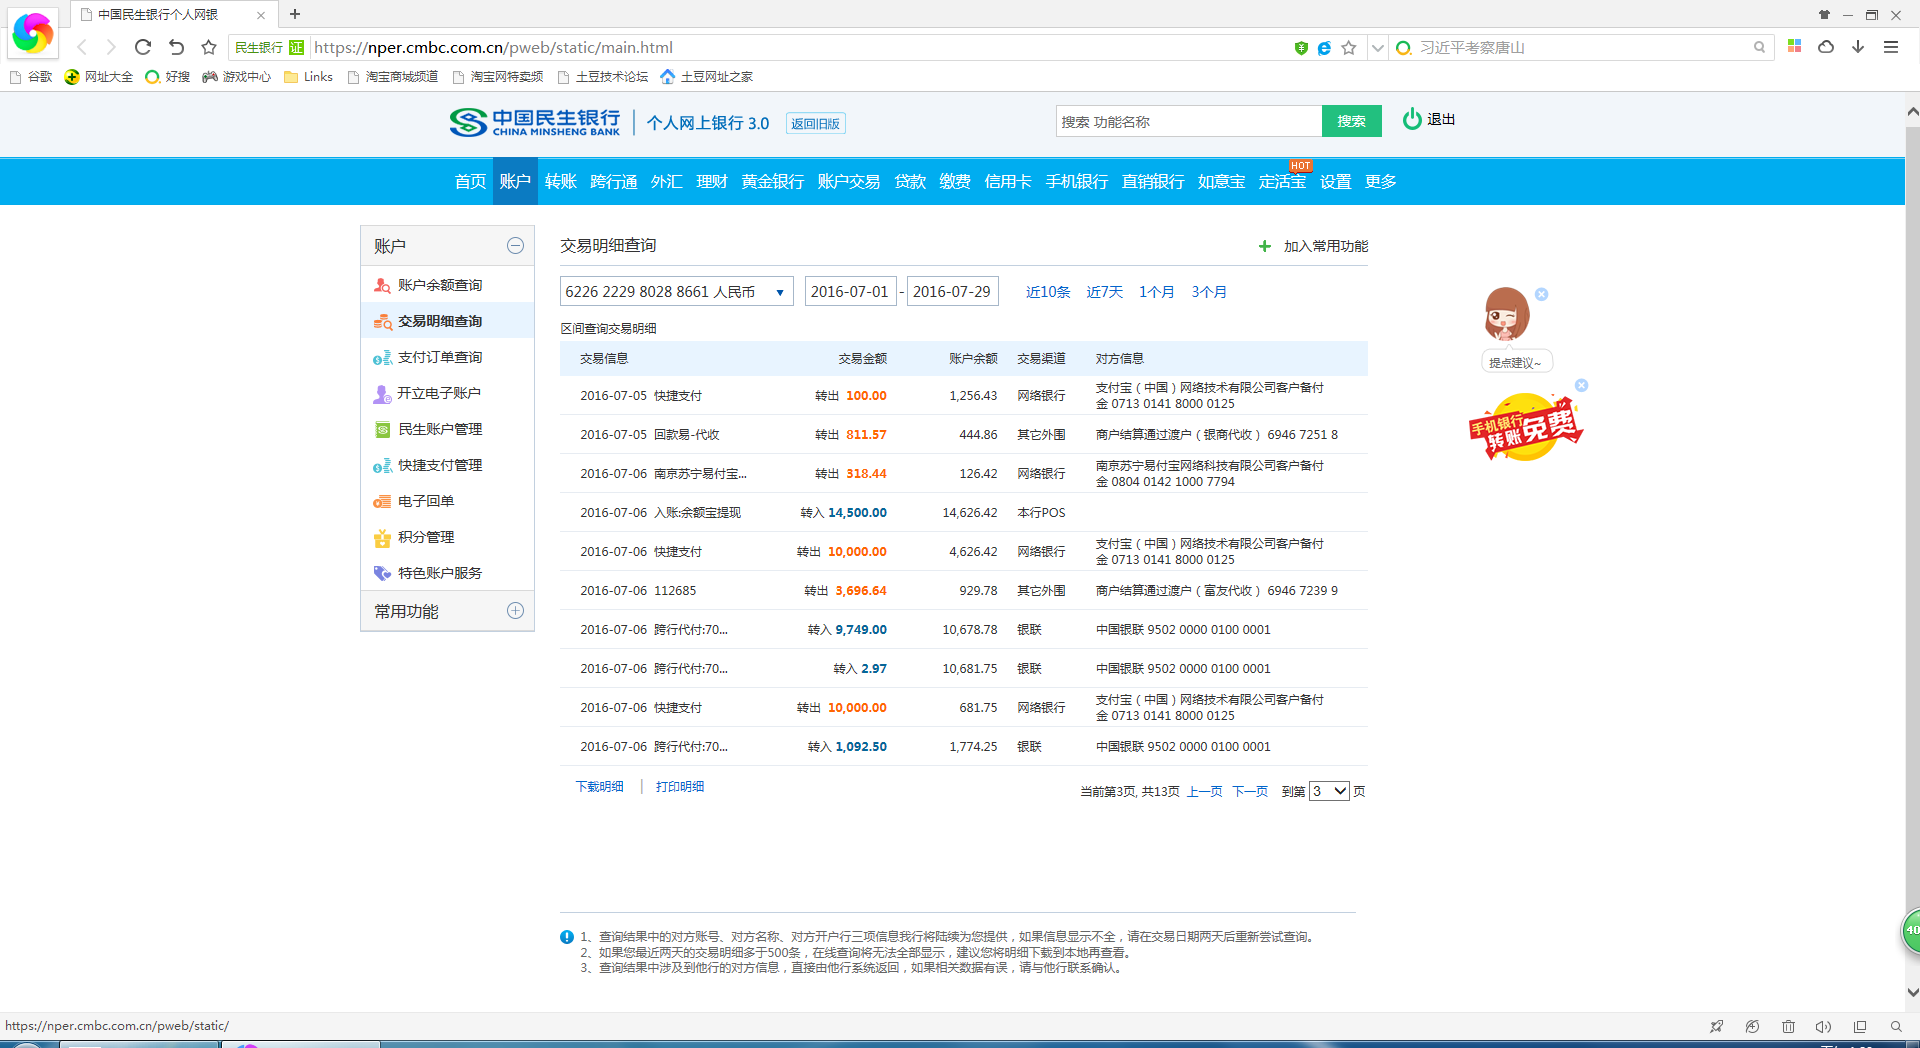 中国民生银行个人网银
民生银行 证 https://nper.cmbc.com.cn/pweb/static/main.html
习近平考察唐山
谷歌 网址大全 好搜 游戏中心 Links 淘宝商城频道 淘宝网特卖频 土豆技术论坛 土豆网址之家
中国民生银行
CHINA MINSHENG BANK
个人网上银行 3.0 返回旧版
搜索 功能名称 搜索 退出
HOT
首页 账户 转账 跨行通 外汇 理财 黄金银行 账户交易 贷款 缴费 信用卡 手机银行 直销银行 如意宝 定活宝 设置 更多
账户
账户余额查询
交易明细查询
支付订单查询
开立电子账户
民生账户管理
快捷支付管理
电子回单
积分管理
特色账户服务
常用功能
交易明细查询 加入常用功能
6226 2229 8028 8661 人民币 2016-07-01 - 2016-07-29 近10条 近7天 1个月 3个月
区间查询交易明细
交易信息 交易金额 账户余额 交易渠道 对方信息
2016-07-05 快捷支付 转出 100.00 1,256.43 网络银行 支付宝（中国）网络技术有限公司客户备付
金 0713 0141 8000 0125
2016-07-05 回款易-代收 转出 811.57 444.86 其它外围 商户结算通过渡户（银商代收） 6946 7251 8
2016-07-06 南京苏宁易付宝... 转出 318.44 126.42 网络银行 南京苏宁易付宝网络科技有限公司客户备付
金 0804 0142 1000 7794
2016-07-06 入账:余额宝提现 转入 14,500.00 14,626.42 本行POS
2016-07-06 快捷支付 转出 10,000.00 4,626.42 网络银行 支付宝（中国）网络技术有限公司客户备付
金 0713 0141 8000 0125
2016-07-06 112685 转出 3,696.64 929.78 其它外围 商户结算通过渡户（富友代收） 6946 7239 9
2016-07-06 跨行代付:70... 转入 9,749.00 10,678.78 银联 中国银联 9502 0000 0100 0001
2016-07-06 跨行代付:70... 转入 2.97 10,681.75 银联 中国银联 9502 0000 0100 0001
2016-07-06 快捷支付 转出 10,000.00 681.75 网络银行 支付宝（中国）网络技术有限公司客户备付
金 0713 0141 8000 0125
2016-07-06 跨行代付:70... 转入 1,092.50 1,774.25 银联 中国银联 9502 0000 0100 0001
下载明细 | 打印明细
当前第3页, 共13页 上一页 下一页 到第 3 页
提点建议~
手机银行
转账免费
1、查询结果中的对方账号、对方名称、对方开户行三项信息我行将陆续为您提供，如果信息显示不全，请在交易日期两天后重新尝试查询。
2、如果您最近两天的交易明细多于500条，在线查询将无法全部显示，建议您将明细下载到本地再查看。
3、查询结果中涉及到他行的对方信息，直接由他行系统返回，如果相关数据有误，请与他行联系确认。
40
https://nper.cmbc.com.cn/pweb/static/